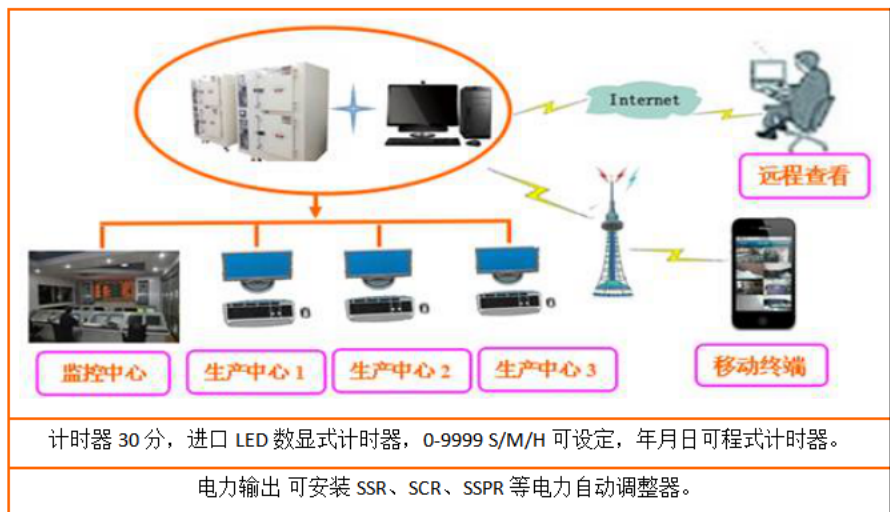 Internet
远程查看
监控中心
生产中心 1
生产中心 2
生产中心 3
移动终端
计时器 30 分，进口 LED 数显式计时器，0-9999 S/M/H 可设定，年月日可程式计时器。
电力输出 可安装 SSR、SCR、SSPR 等电力自动调整器。